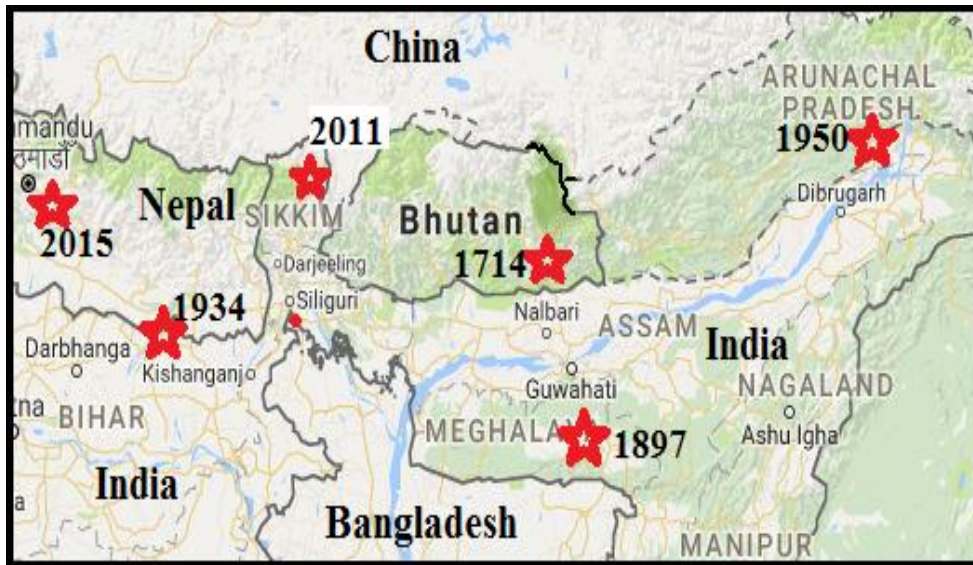 China
ARUNACHAL
PRADESH
mandu
ठमाडौं
2011
1950
Nepal
SIKKIM
Bhutan
Dibrugarh
2015
1714
Darjeeling
1934
Siliguri
Nalbari
ASSAM
India
Darbhanga
Kishanganj
Guwahati
NAGALAND
tna
BIHAR
MEGHALA
1897
Ashu Igha
India
a
Bangladesh
MANIPUR